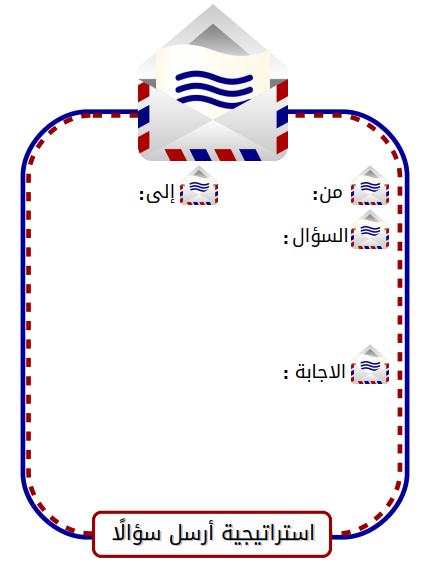 من: إلى:
السؤال :
الاجابة :
استراتيجية أرسل سؤالًا